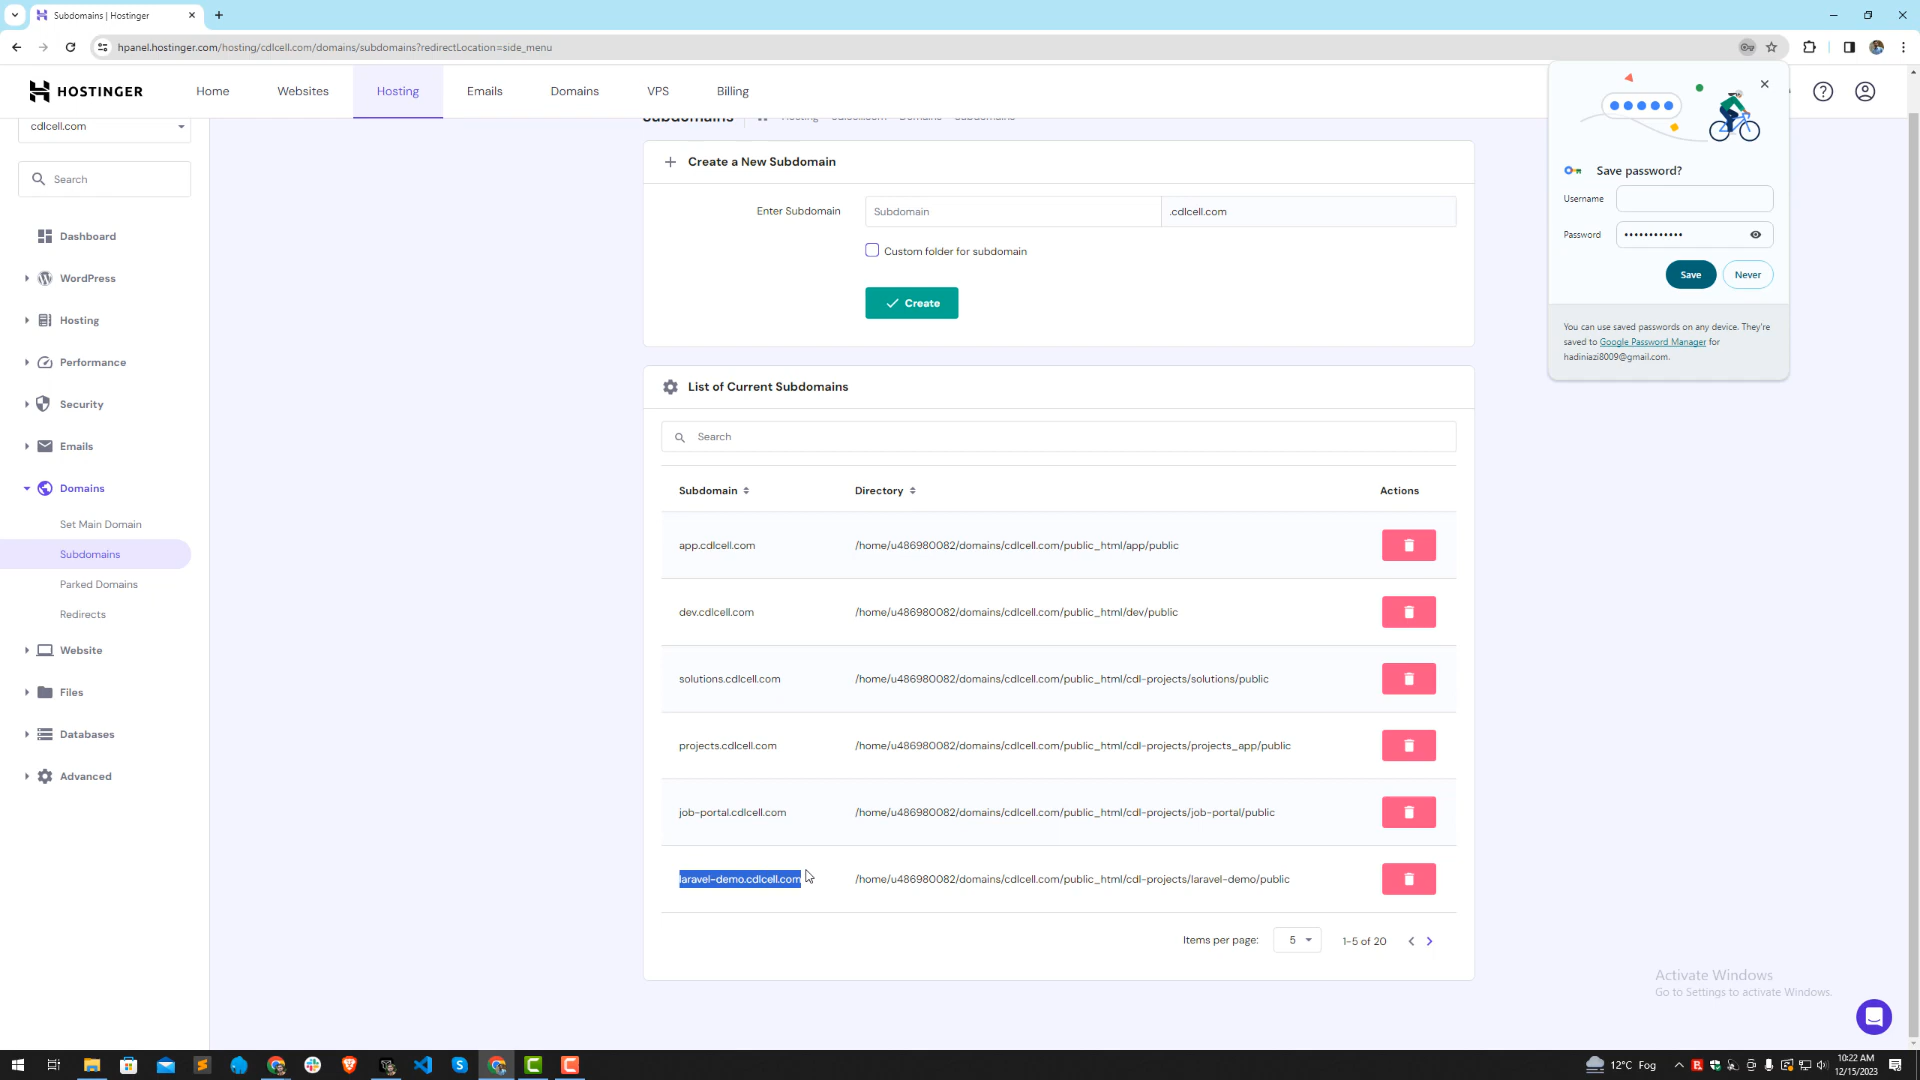 Subdomains | Hostinger
hpanel.hostinger.com/hosting/cdlcell.com/domains/subdomains?redirectLocation=side_menu
HOSTINGER
Home
Websites
Hosting
Emails
Domains
VPS
Billing
cdlcell.com
Search
Dashboard
WordPress
Hosting
Performance
Security
Emails
Domains
Set Main Domain
Subdomains
Parked Domains
Redirects
Website
Files
Databases
Advanced
Subdomains
Hosting - cdlcell.com - Domains - Subdomains
Create a New Subdomain
Enter Subdomain
Subdomain
.cdlcell.com
Custom folder for subdomain
Create
List of Current Subdomains
Search
Subdomain Directory Actions
app.cdlcell.com /home/u486980082/domains/cdlcell.com/public_html/app/public
dev.cdlcell.com /home/u486980082/domains/cdlcell.com/public_html/dev/public
solutions.cdlcell.com /home/u486980082/domains/cdlcell.com/public_html/cdl-projects/solutions/public
projects.cdlcell.com /home/u486980082/domains/cdlcell.com/public_html/cdl-projects/projects_app/public
job-portal.cdlcell.com /home/u486980082/domains/cdlcell.com/public_html/cdl-projects/job-portal/public
laravel-demo.cdlcell.com /home/u486980082/domains/cdlcell.com/public_html/cdl-projects/laravel-demo/public
Items per page: 5 1-5 of 20
Save password?
Username
Password ••••••••••••
Save
Never
You can use saved passwords on any device. They're
saved to Google Password Manager for
hadiniazi8009@gmail.com.
Activate Windows
Go to Settings to activate Windows.
12°C Fog
10:22 AM
12/15/2023